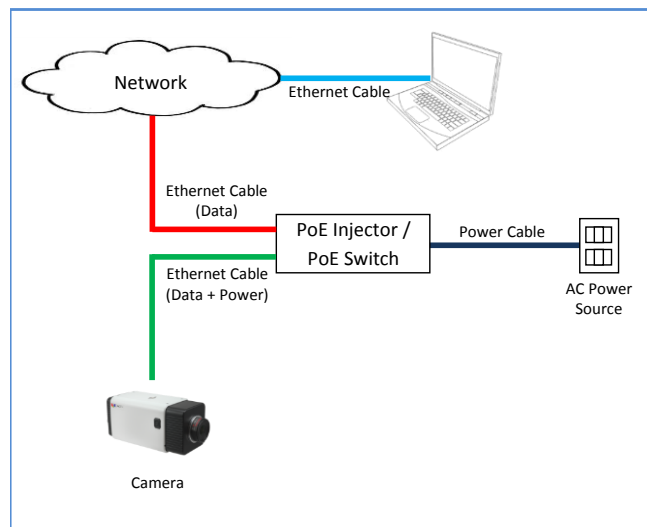 Network
Ethernet Cable
Ethernet Cable
(Data)
PoE Injector /
PoE Switch
Power Cable
Ethernet Cable
(Data + Power)
AC Power
Source
Camera